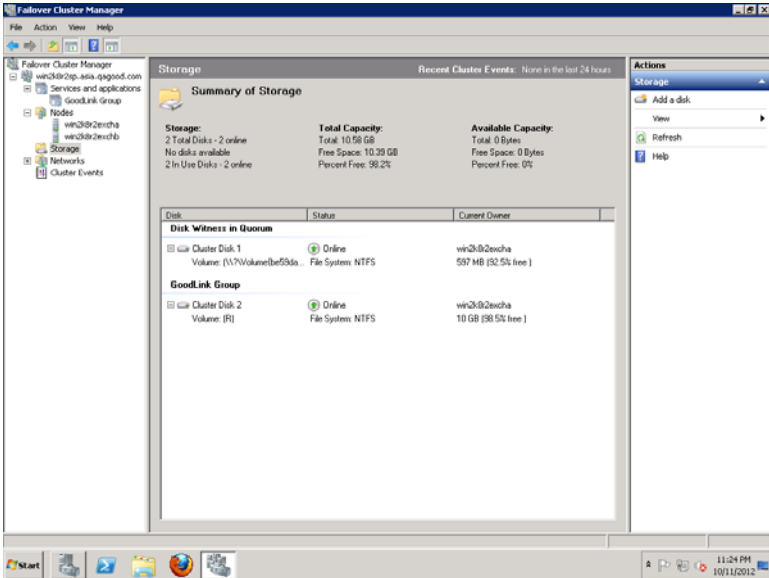 Failover Cluster Manager
File Action View Help
Failover Cluster Manager
win2k8r2sp.asia.qagood.com
Services and applications
GoodLink Group
Nodes
win2k8r2excha
win2k8r2exchb
Storage
Networks
Cluster Events
Storage Recent Cluster Events: None in the last 24 hours
Summary of Storage
Storage: Total Capacity: Available Capacity:
2 Total Disks - 2 online Total: 10.58 GB Total: 0 Bytes
No disks available Free Space: 10.39 GB Free Space: 0 Bytes
2 In Use Disks - 2 online Percent Free: 98.2% Percent Free: 0%
Disk Status Current Owner
Disk Witness in Quorum
Cluster Disk 1 Online win2k8r2excha
Volume: (\\?\Volume{be59da... File System: NTFS 597 MB (92.5% free )
GoodLink Group
Cluster Disk 2 Online win2k8r2excha
Volume: (R) File System: NTFS 10 GB (98.5% free )
Actions
Storage
Add a disk
View
Refresh
Help
Start
11:24 PM
10/11/2012